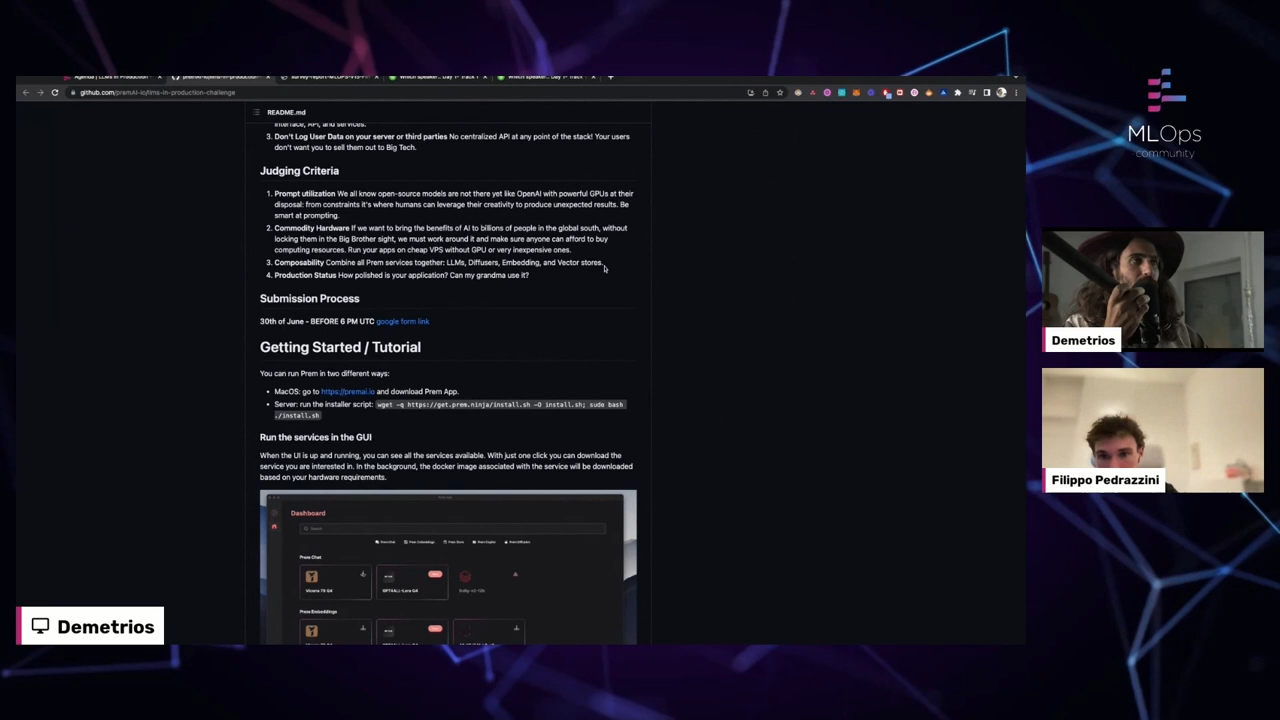 github.com/premAI-io/llms-in-production-challenge
README.md
interface, API, and services.
3. Don't Log User Data on your server or third parties No centralized API at any point of the stack! Your users
don't want you to sell them out to Big Tech.
Judging Criteria
1. Prompt utilization We all know open-source models are not there yet like OpenAI with powerful GPUs at their
disposal: from constraints it's where humans can leverage their creativity to produce unexpected results. Be
smart at prompting.
2. Commodity Hardware If we want to bring the benefits of AI to billions of people in the global south, without
locking them in the Big Brother sight, we must work around it and make sure anyone can afford to buy
computing resources. Run your apps on cheap VPS without GPU or very inexpensive ones.
3. Composability Combine all Prem services together: LLMs, Diffusers, Embedding, and Vector stores.
4. Production Status How polished is your application? Can my grandma use it?
Submission Process
30th of June - BEFORE 6 PM UTC google form link
Getting Started / Tutorial
You can run Prem in two different ways:
• MacOS: go to https://premai.io and download Prem App.
• Server: run the installer script: wget -q https://get.prem.ninja/install.sh -O install.sh; sudo bash
./install.sh
Run the services in the GUI
When the UI is up and running, you can see all the services available. With just one click you can download the
service you are interested in. In the background, the docker image associated with the service will be downloaded
based on your hardware requirements.
Dashboard
Search
Prem Chat
Vicuna 7B Q4
GPT4ALL-Lora Q4
Prem Embeddings
MLOps
community
Demetrios
Filippo Pedrazzini
Demetrios